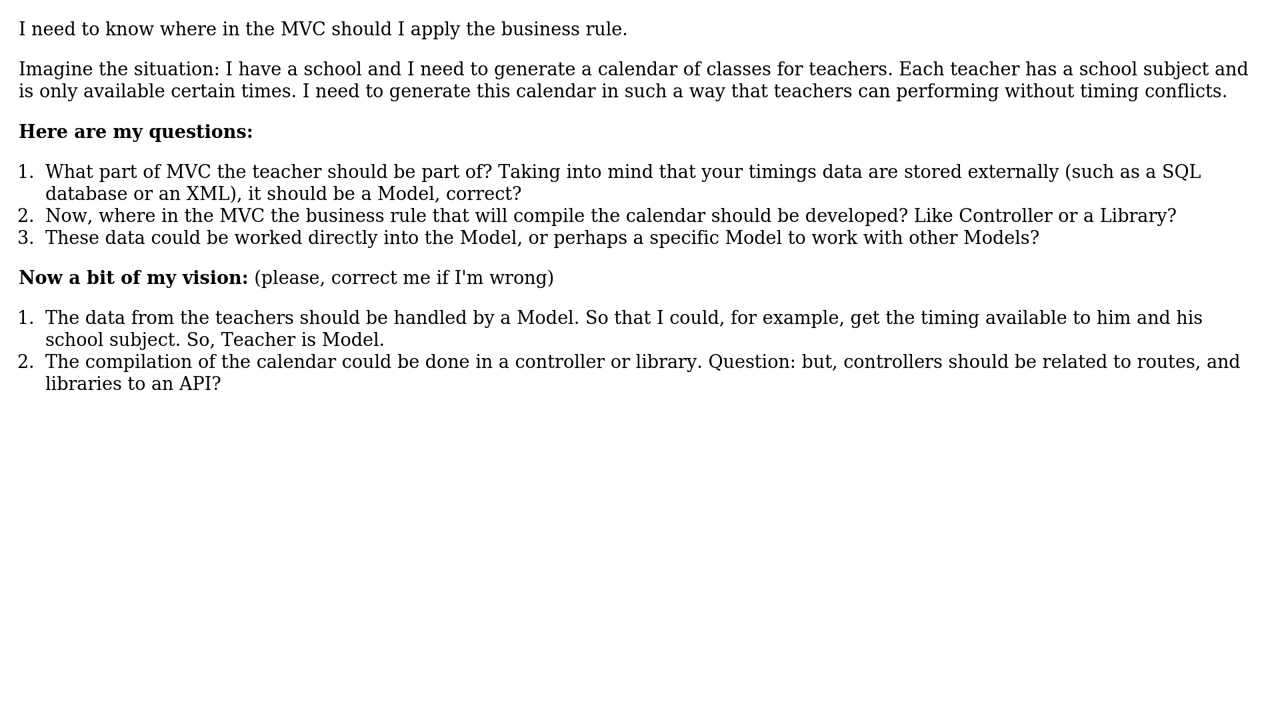 I need to know where in the MVC should I apply the business rule.
Imagine the situation: I have a school and I need to generate a calendar of classes for teachers. Each teacher has a school subject and
is only available certain times. I need to generate this calendar in such a way that teachers can performing without timing conflicts.
Here are my questions:
1. What part of MVC the teacher should be part of? Taking into mind that your timings data are stored externally (such as a SQL
database or an XML), it should be a Model, correct?
2. Now, where in the MVC the business rule that will compile the calendar should be developed? Like Controller or a Library?
3. These data could be worked directly into the Model, or perhaps a specific Model to work with other Models?
Now a bit of my vision: (please, correct me if I'm wrong)
1. The data from the teachers should be handled by a Model. So that I could, for example, get the timing available to him and his
school subject. So, Teacher is Model.
2. The compilation of the calendar could be done in a controller or library. Question: but, controllers should be related to routes, and
libraries to an API?